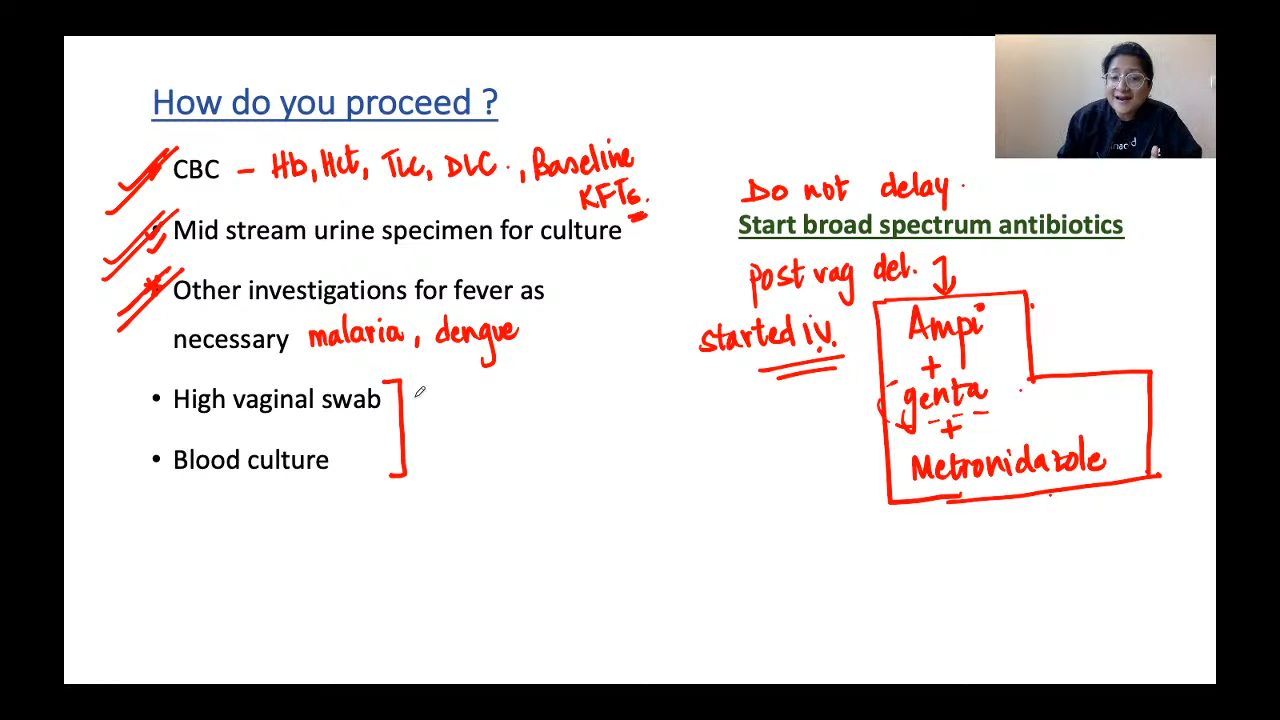 How do you proceed ?
CBC – Hb, Hct, TLC, DLC. , Baseline
KFTs.
• Mid stream urine specimen for culture
Other investigations for fever as
necessary malaria, dengue
• High vaginal swab
• Blood culture
Do not delay.
Start broad spectrum antibiotics
post vag del.
started i.v.
Ampi
+
genta
+
Metronidazole